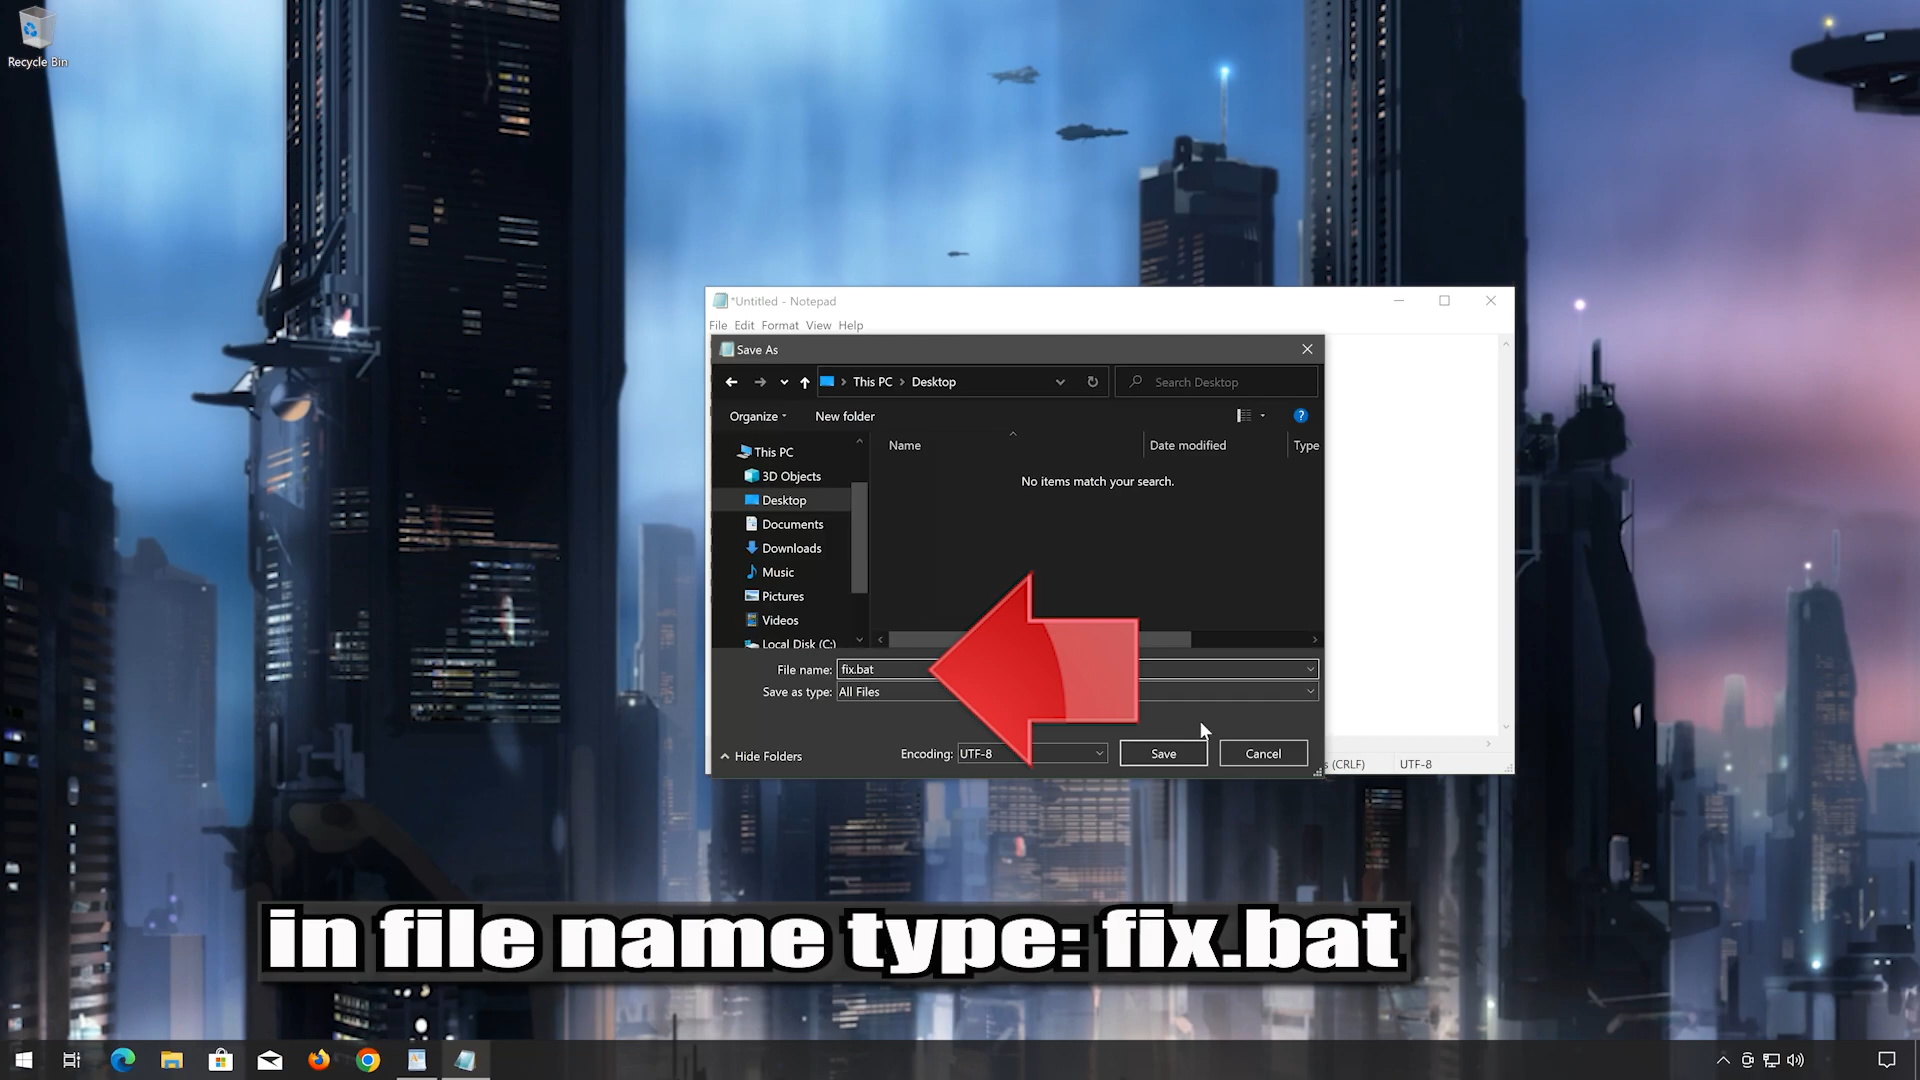 Recycle Bin
*Untitled - Notepad
File Edit Format View Help
Save As
This PC > Desktop
Search Desktop
Organize New folder
?
Name Date modified Type
This PC
3D Objects
Desktop
Documents
Downloads
Music
Pictures
Videos
Local Disk (C:)
No items match your search.
File name: fix.bat
Save as type: All Files
Hide Folders Encoding: UTF-8 Save Cancel
s (CRLF) UTF-8
in file name type: fix.bat